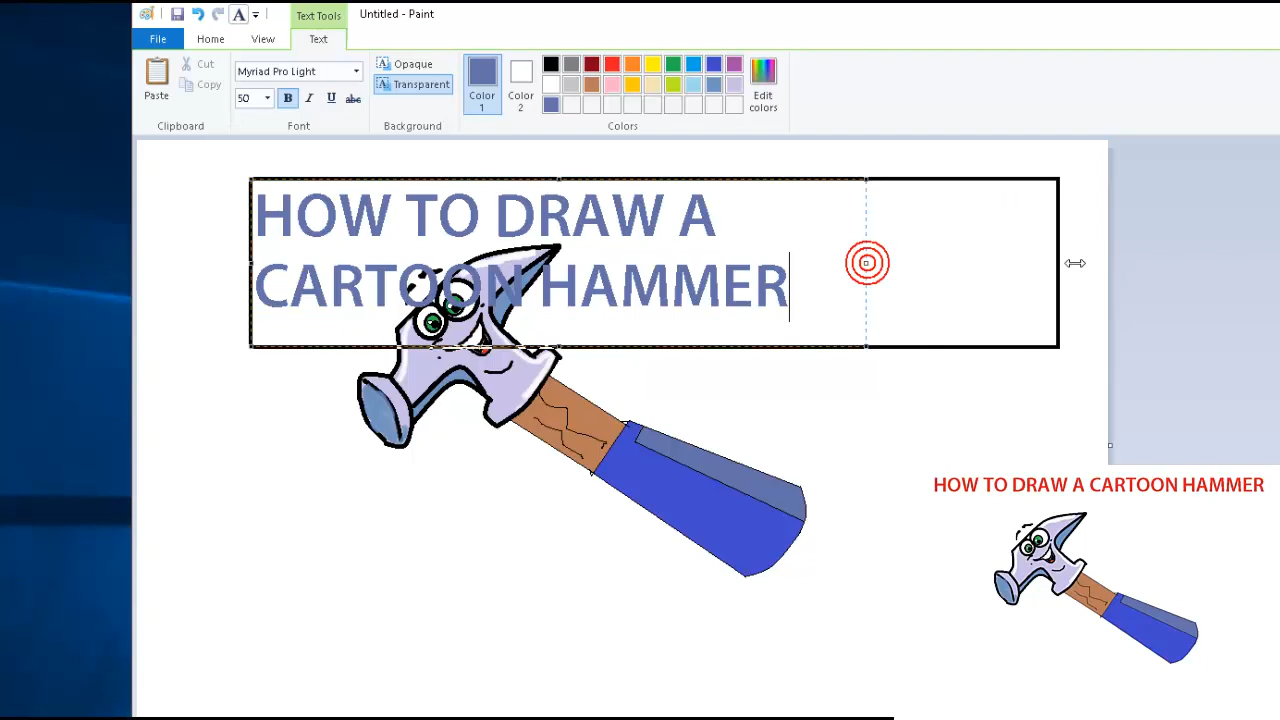 Text Tools
Untitled - Paint
File
Home
View
Text
Paste
Cut
Copy
Clipboard
Myriad Pro Light
50
B
I
U
abc
Font
Opaque
Transparent
Background
Color
1
Color
2
Edit
colors
Colors
HOW TO DRAW A
CARTOON HAMMER
HOW TO DRAW A CARTOON HAMMER